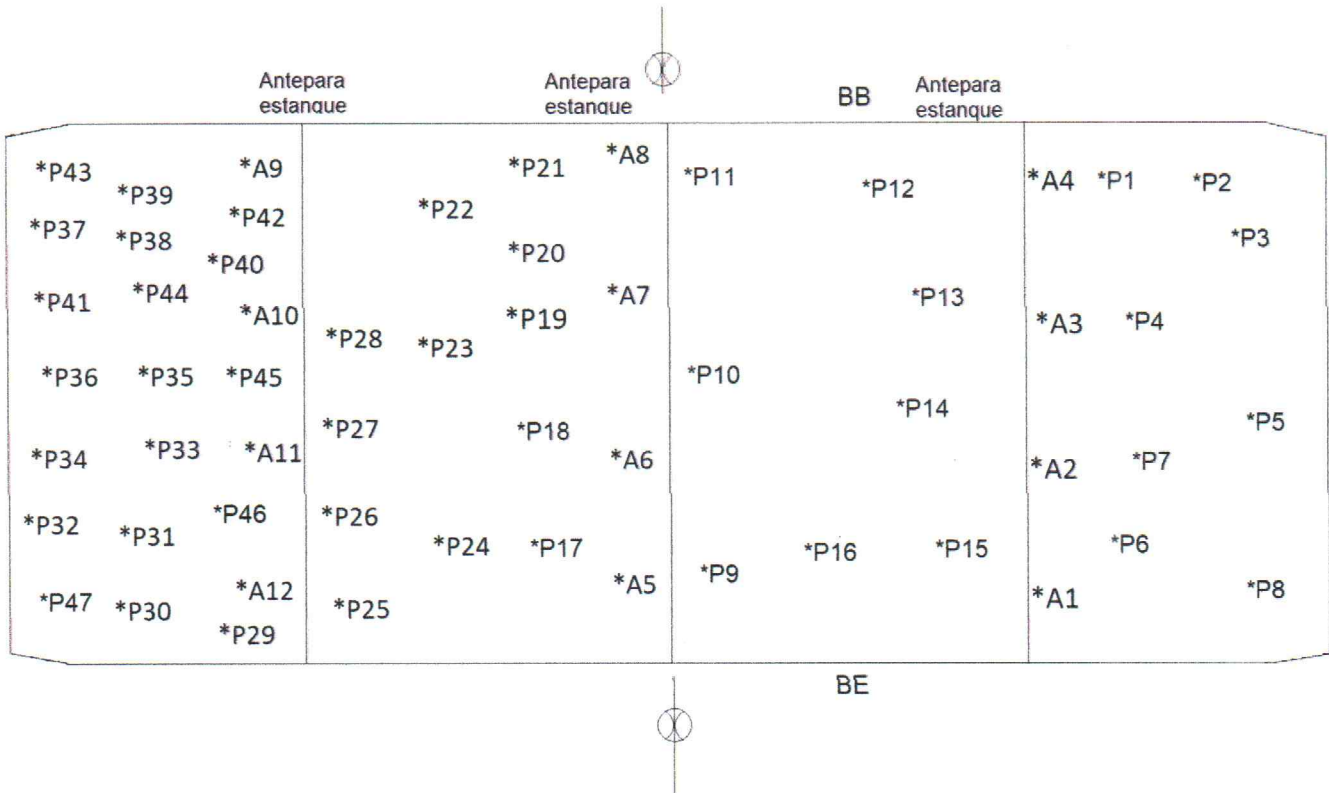 Antepara
estanque
Antepara
estanque
BB
Antepara
estanque
*P43
*P39
*A9
*P42
*P37
*P38
*P40
*P41
*P44
*A10
*P36
*P35
*P45
*P34
*P33
*A11
*P32
*P31
*P46
*P47
*P30
*A12
*P29
*P22
*P21
*A8
*P20
*A7
*P19
*P28
*P23
*P27
*P18
*A6
*P26
*P24
*P17
*A5
*P25
*P11
*P12
*P13
*P10
*P14
*P16
*P15
*P9
*A4
*P1
*P2
*P3
*A3
*P4
*P5
*A2
*P7
*P6
*A1
*P8
BE